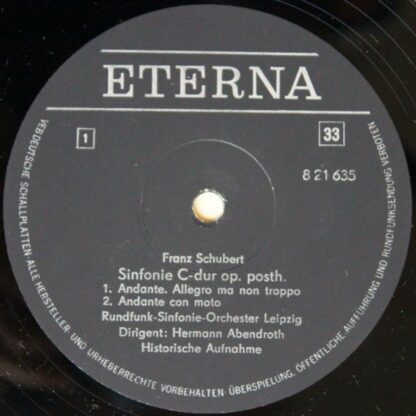 ETERNA
1
33
8 21 635
Franz Schubert
Sinfonie C-dur op. posth.
1. Andante. Allegro ma non troppo
2. Andante con moto
Rundfunk-Sinfonie-Orchester Leipzig
Dirigent: Hermann Abendroth
Historische Aufnahme
VEB DEUTSCHE SCHALLPLATTEN · ALLE HERSTELLER- UND URHEBERRECHTE VORBEHALTEN · ÜBERSPIELUNG, ÖFFENTLICHE AUFFÜHRUNG UND RUNDFUNKSENDUNG VERBOTEN